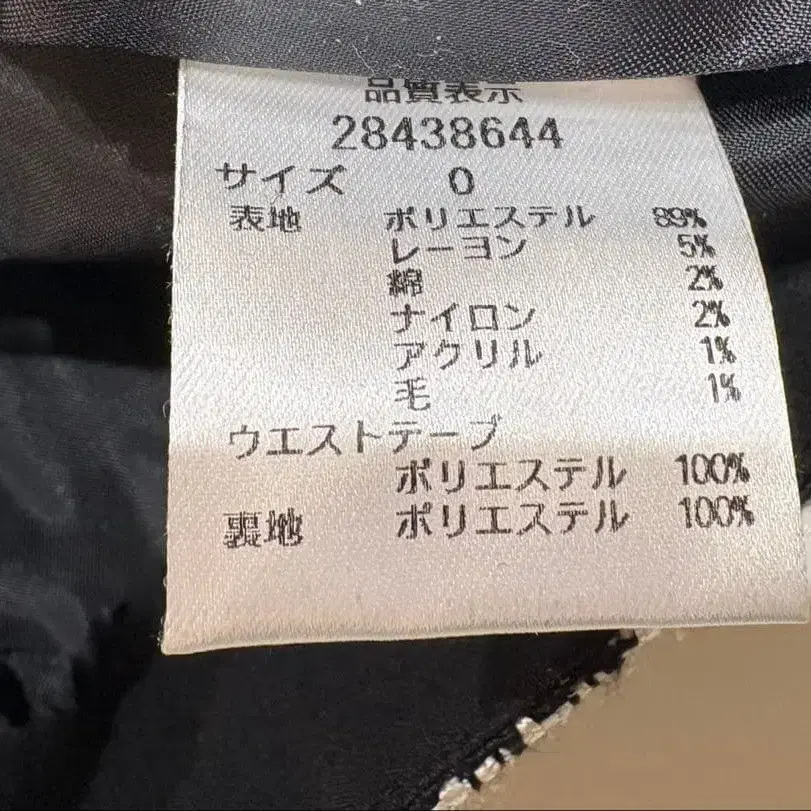 品質表示
28438644
サイズ 0
表地 ポリエステル 89%
レーヨン 5%
綿 2%
ナイロン 2%
アクリル 1%
毛 1%
ウエストテープ
ポリエステル 100%
裏地 ポリエステル 100%